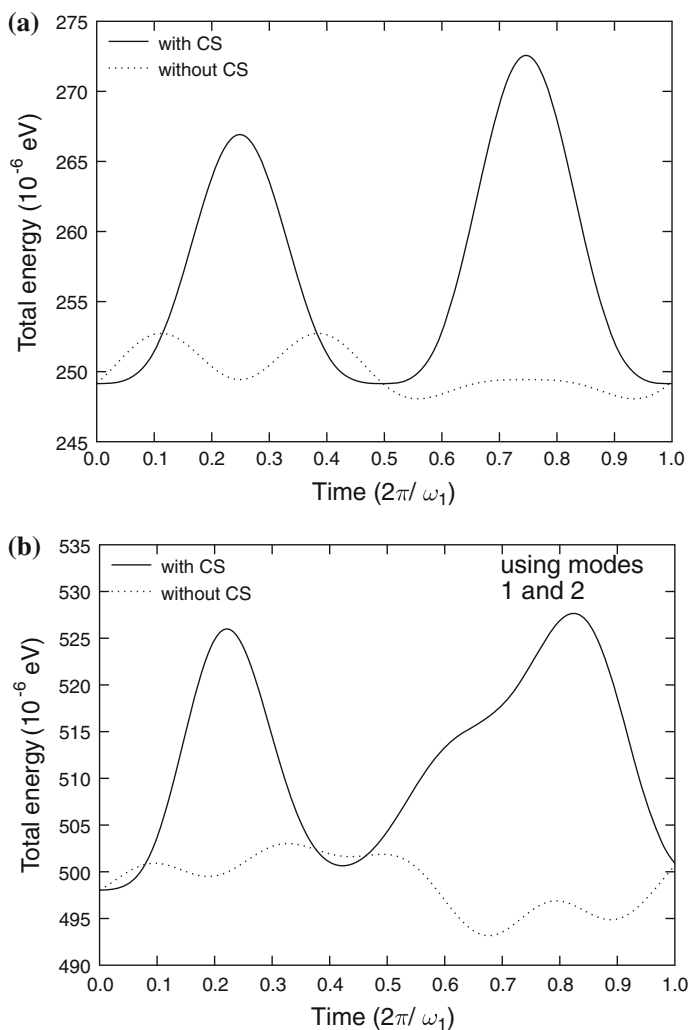 (a)
275
270
265
260
255
250
245
Total energy (10⁻⁶ eV)
with CS
without CS
0.0 0.1 0.2 0.3 0.4 0.5 0.6 0.7 0.8 0.9 1.0
Time (2π/ ω₁)
(b)
535
530
525
520
515
510
505
500
495
490
Total energy (10⁻⁶ eV)
with CS
without CS
using modes
1 and 2
0.0 0.1 0.2 0.3 0.4 0.5 0.6 0.7 0.8 0.9 1.0
Time (2π/ ω₁)